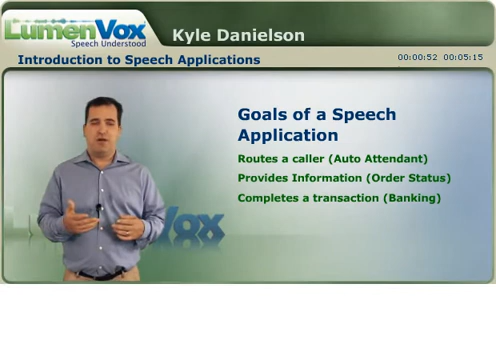 LumenVox
Speech Understood
Kyle Danielson
Introduction to Speech Applications
00:00:52 00:05:15
Goals of a Speech
Application
Routes a caller (Auto Attendant)
Provides Information (Order Status)
Completes a transaction (Banking)
Vox